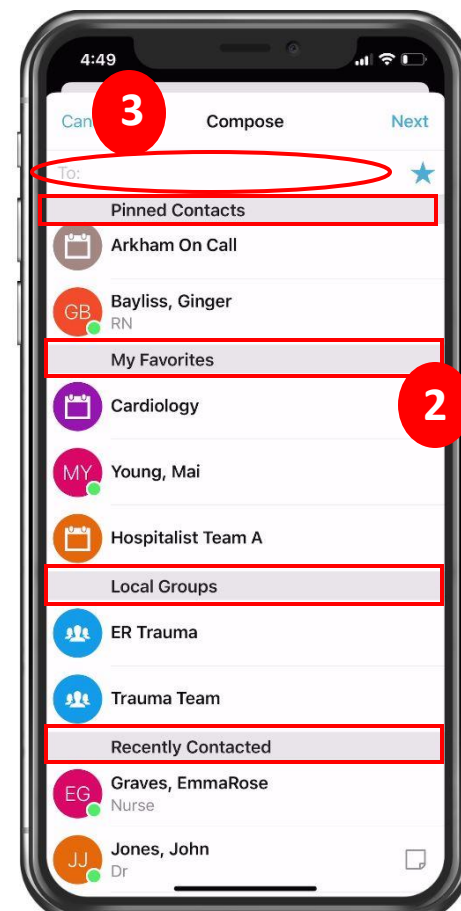 4:49
3
Can
Compose
Next
To:
Pinned Contacts
Arkham On Call
GB
Bayliss, Ginger
RN
My Favorites
Cardiology
2
MY
Young, Mai
Hospitalist Team A
Local Groups
ER Trauma
Trauma Team
Recently Contacted
EG
Graves, EmmaRose
Nurse
JJ
Jones, John
Dr